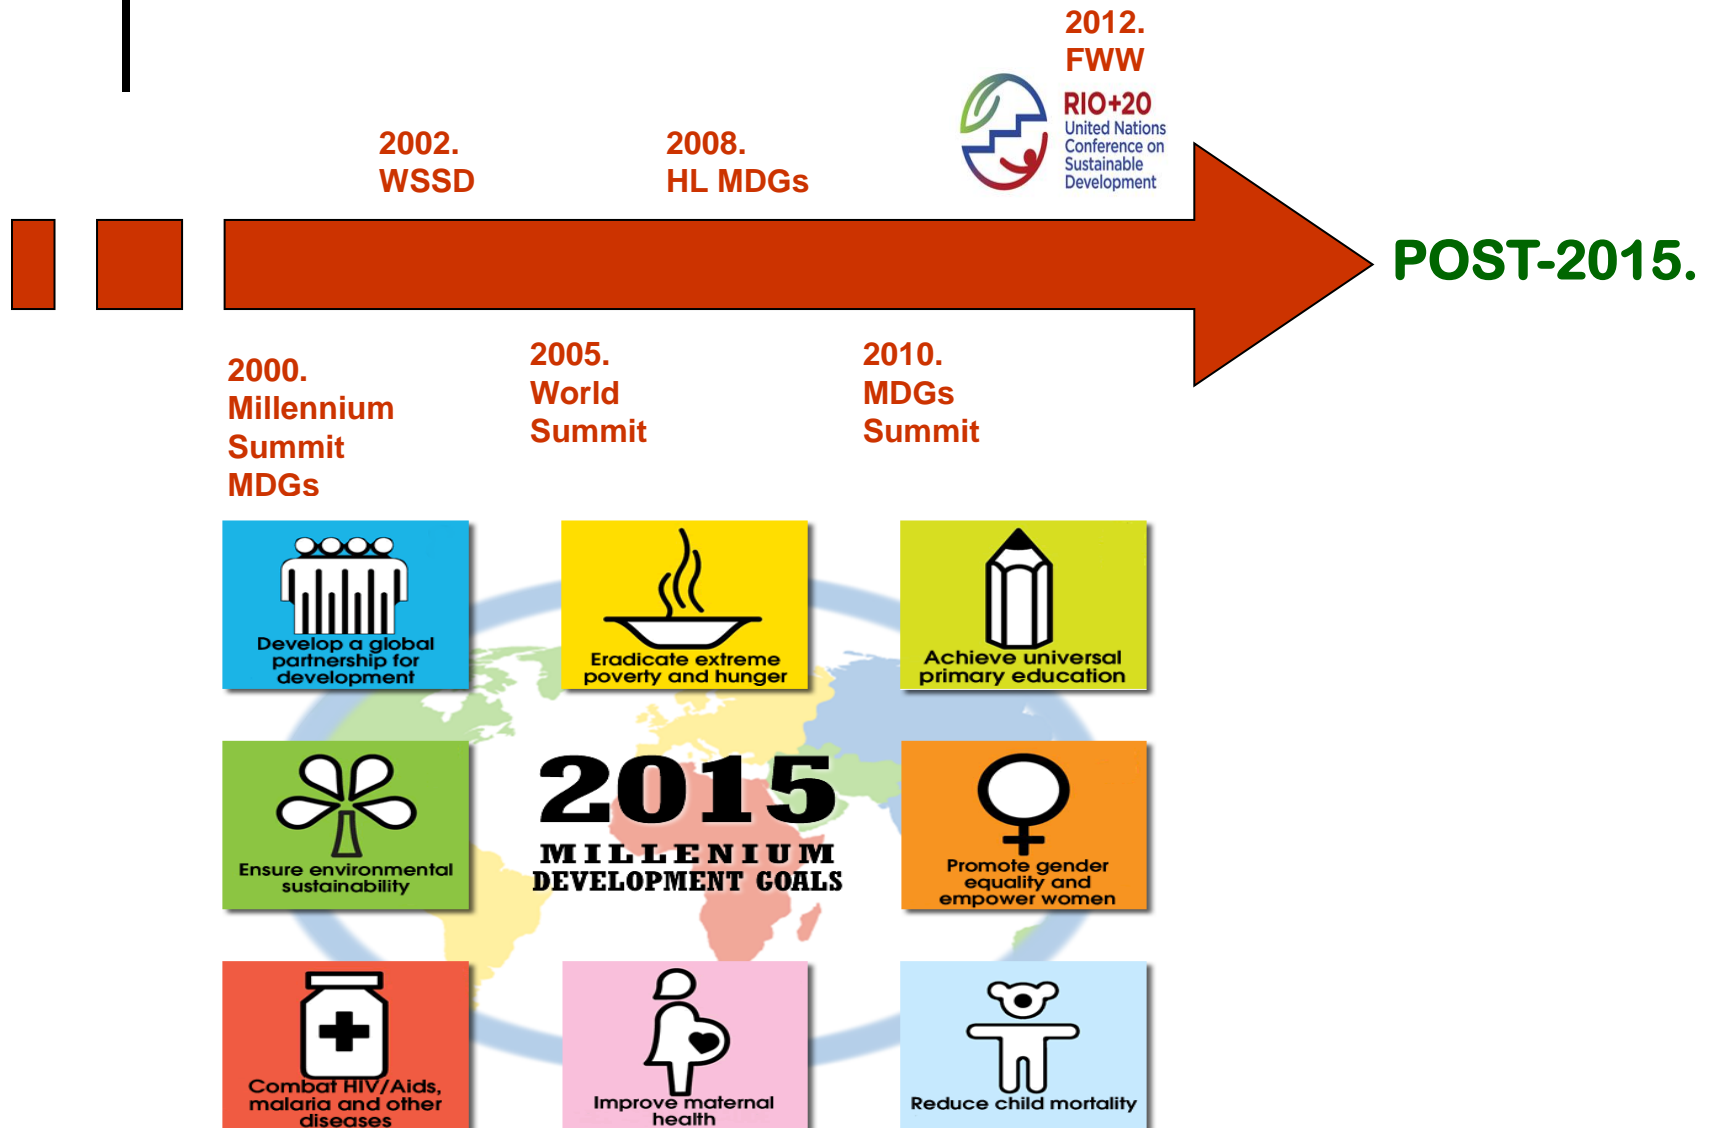 2012.
FWW
RIO+20
United Nations
Conference on
Sustainable
Development
2002.
WSSD
2008.
HL MDGs
POST-2015.
2000.
Millennium
Summit
MDGs
2005.
World
Summit
2010.
MDGs
Summit
Develop a global
partnership for
development
Eradicate extreme
poverty and hunger
Achieve universal
primary education
Ensure environmental
sustainability
2015
MILLENIUM
DEVELOPMENT GOALS
Promote gender
equality and
empower women
Combat HIV/Aids,
malaria and other
diseases
Improve maternal
health
Reduce child mortality